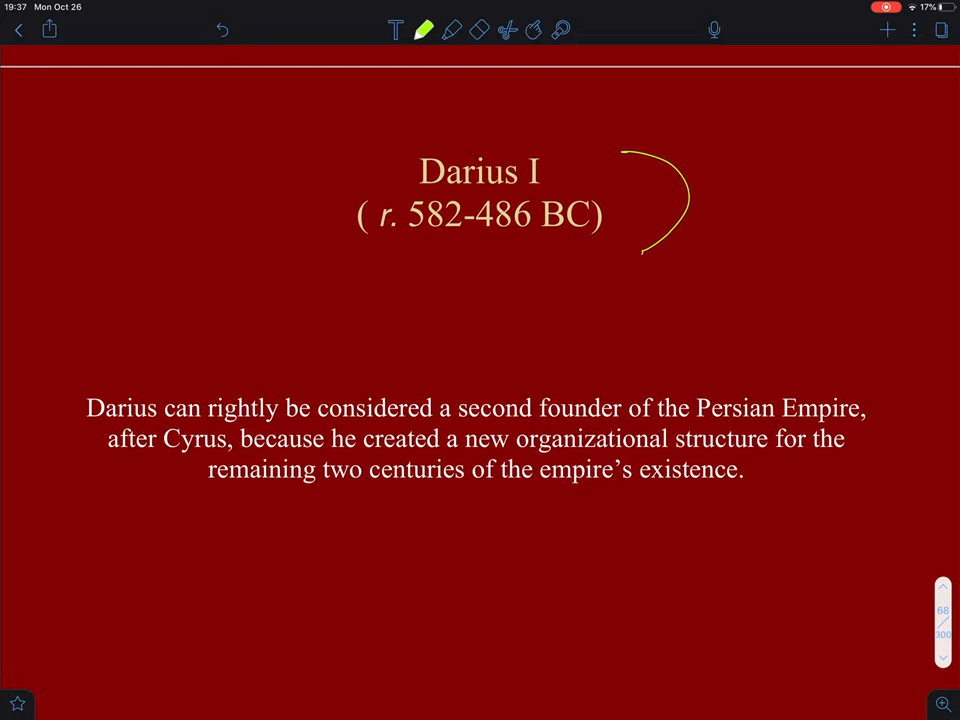 19:37 Mon Oct 26
17%
T
Darius I
( r. 582-486 BC)
Darius can rightly be considered a second founder of the Persian Empire,
after Cyrus, because he created a new organizational structure for the
remaining two centuries of the empire’s existence.
68
300